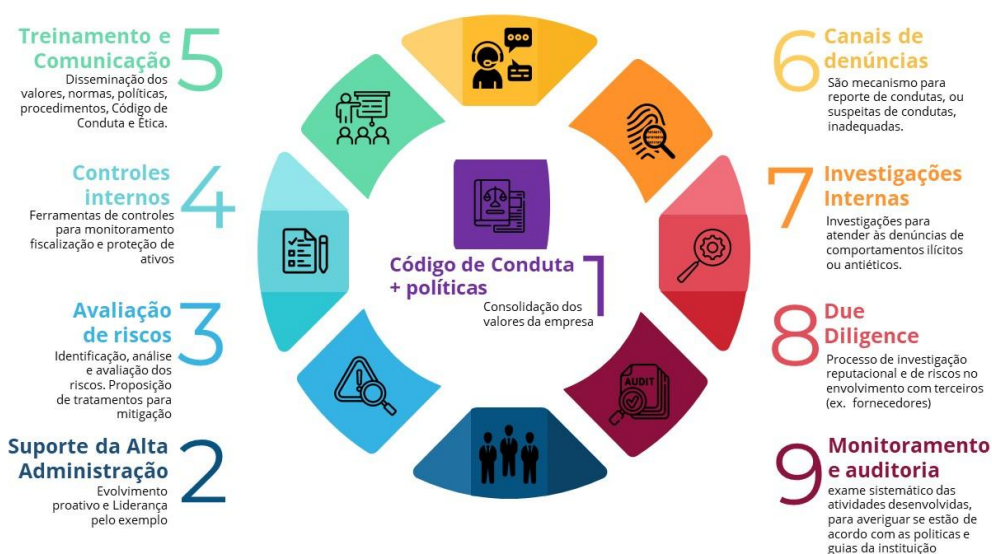 5
Treinamento e
Comunicação
Disseminação dos
valores, normas, políticas,
procedimentos, Código de
Conduta e Ética.
4
Controles
internos
Ferramentas de controles
para monitoramento
fiscalização e proteção de
ativos
3
Avaliação
de riscos
Identificação, análise
e avaliação dos
riscos. Proposição
de tratamentos para
mitigação
2
Suporte da Alta
Administração
Evolvimento
proativo e Liderança
pelo exemplo
Código de Conduta
+ políticas
1
Consolidação dos
valores da empresa
AUDIT
6
Canais de
denúncias
São mecanismo para
reporte de condutas, ou
suspeitas de condutas,
inadequadas.
7
Investigações
Internas
Investigações para
atender às denúncias de
comportamentos ilícitos
ou antiéticos.
8
Due
Diligence
Processo de investigação
reputacional e de riscos no
envolvimento com terceiros
(ex. fornecedores)
9
Monitoramento
e auditoria
exame sistemático das
atividades desenvolvidas,
para averiguar se estão de
acordo com as politicas e
guias da instituição